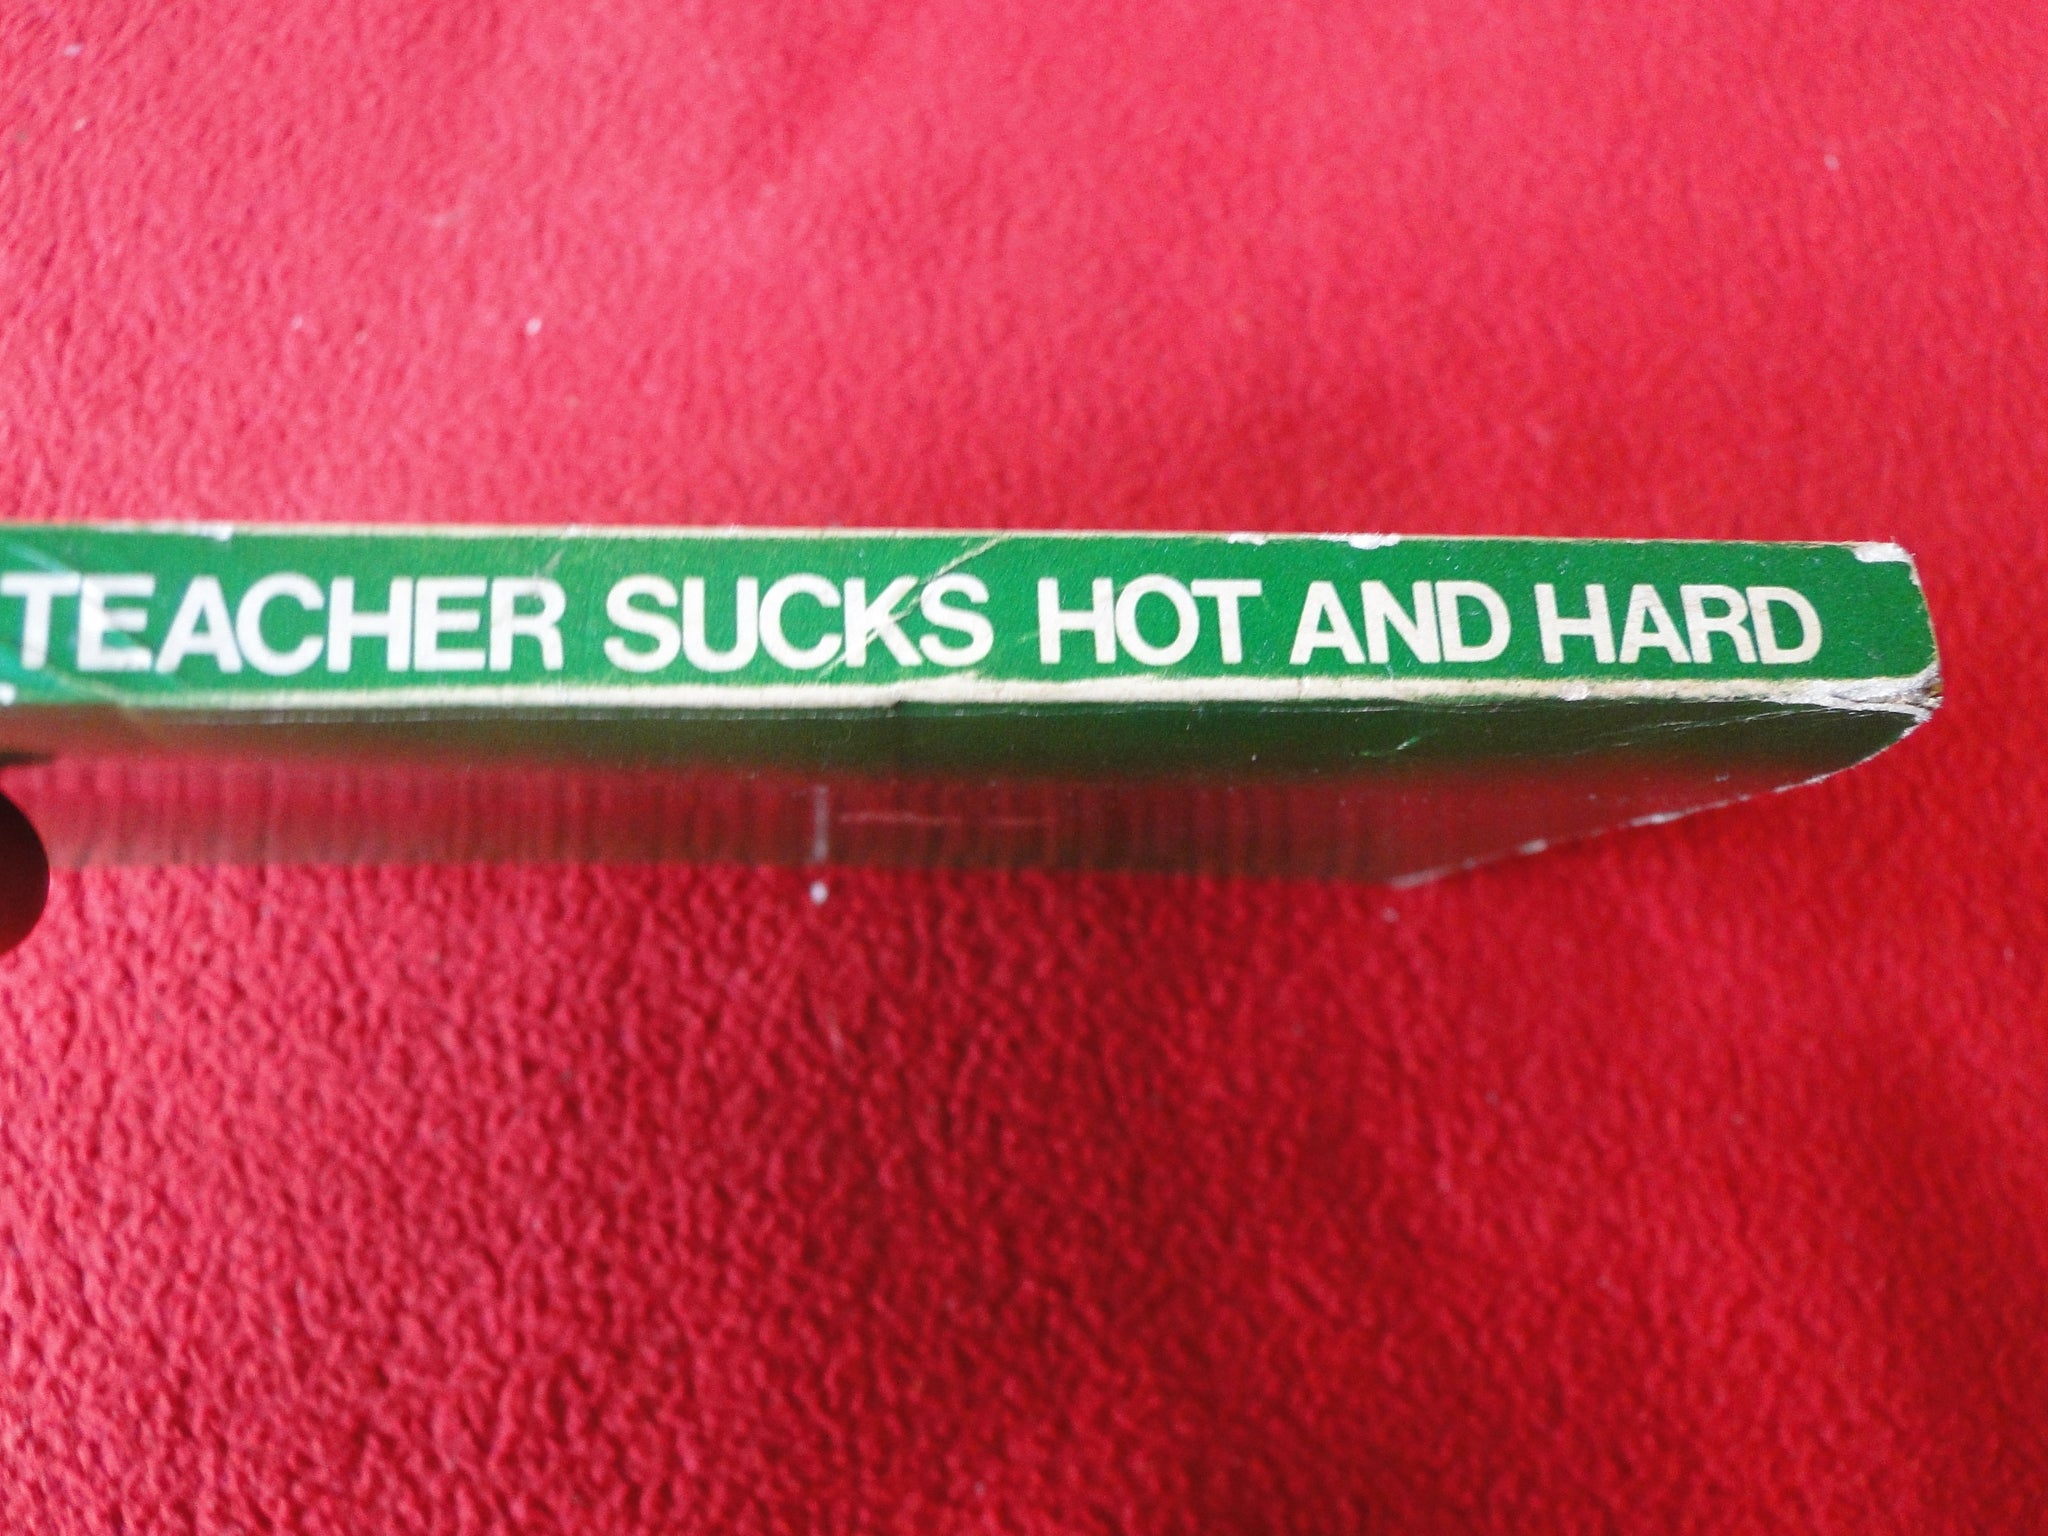 TEACHER SUCKS HOT AND HARD